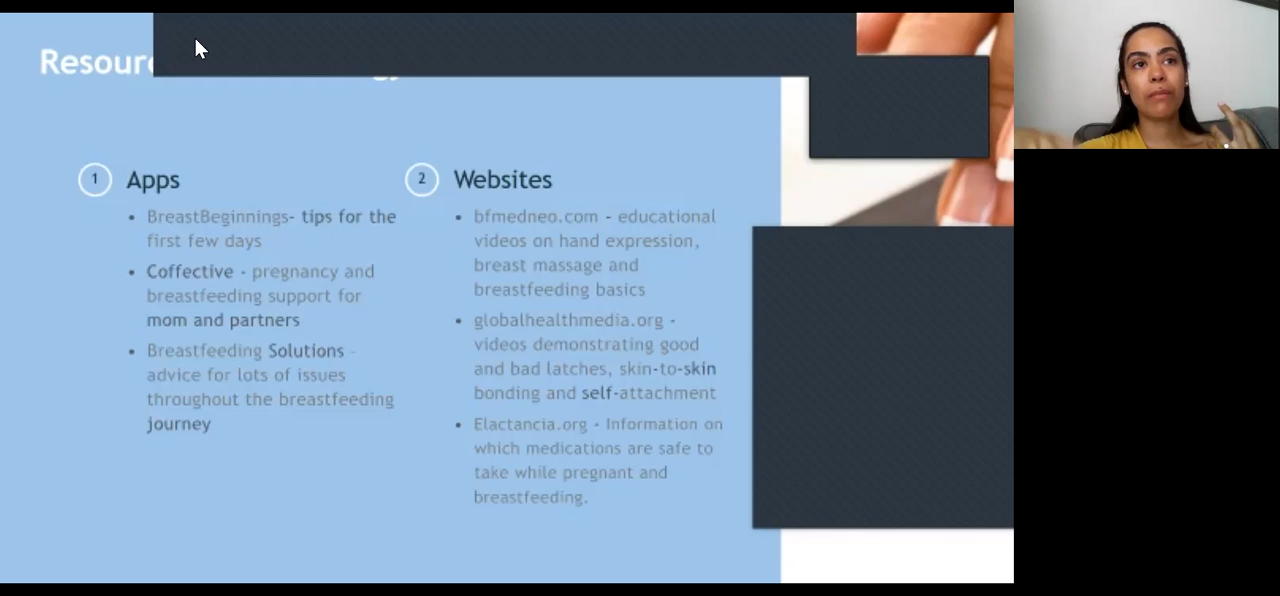 1 Apps
• BreastBeginnings- tips for the
first few days
• Coffective - pregnancy and
breastfeeding support for
mom and partners
• Breastfeeding Solutions -
advice for lots of issues
throughout the breastfeeding
journey
2 Websites
• bfmedneo.com - educational
videos on hand expression,
breast massage and
breastfeeding basics
• globalhealthmedia.org -
videos demonstrating good
and bad latches, skin-to-skin
bonding and self-attachment
• Elactancia.org - Information on
which medications are safe to
take while pregnant and
breastfeeding.